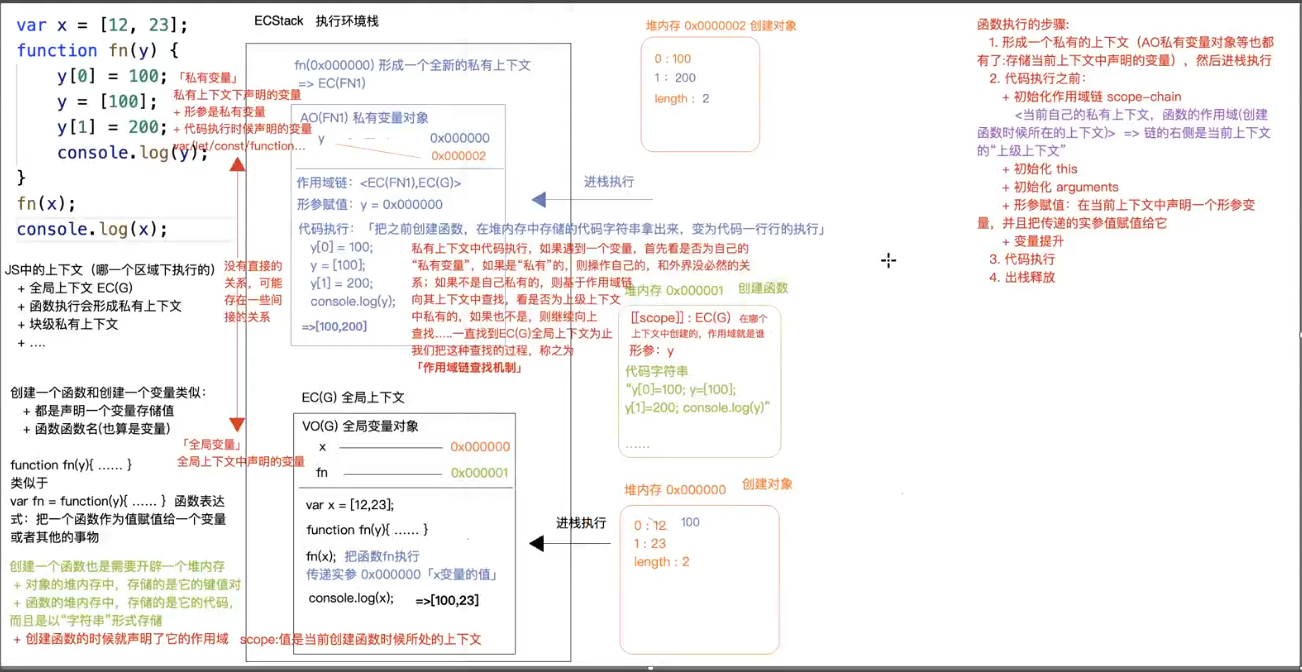 var x = [12, 23];
function fn(y) {
y[0] = 100;
y = [100];
y[1] = 200;
console.log(y);
}
fn(x);
console.log(x);
「私有变量」
私有上下文下声明的变量
+ 形参是私有变量
+ 代码执行时候声明的变量
var/let/const/function...
没有直接的
关系，可能
存在一些间
接的关系
「全局变量」
全局上下文中声明的变量
JS中的上下文（哪一个区域下执行的）
+ 全局上下文 EC(G)
+ 函数执行会形成私有上下文
+ 块级私有上下文
+ ....
创建一个函数和创建一个变量类似：
+ 都是声明一个变量存储值
+ 函数函数名(也算是变量)
function fn(y){ ...... }
类似于
var fn = function(y){ ...... } 函数表达
式：把一个函数作为值赋值给一个变量
或者其他的事物
创建一个函数也是需要开辟一个堆内存
+ 对象的堆内存中，存储的是它的键值对
+ 函数的堆内存中，存储的是它的代码，
而且是以“字符串”形式存储
+ 创建函数的时候就声明了它的作用域 scope:值是当前创建函数时候所处的上下文
ECStack 执行环境栈
fn(0x000000) 形成一个全新的私有上下文
=> EC(FN1)
AO(FN1) 私有变量对象
y 0x000000
0x000002
作用域链：<EC(FN1),EC(G)>
形参赋值：y = 0x000000
代码执行：「把之前创建函数，在堆内存中存储的代码字符串拿出来，变为代码一行行的执行」
y[0] = 100;
y = [100];
y[1] = 200;
console.log(y);
=>[100,200]
私有上下文中代码执行，如果遇到一个变量，首先看是否为自己的
“私有变量”，如果是“私有”的，则操作自己的，和外界没必然的关
系；如果不是自己私有的，则基于作用域链
向其上下文中查找，看是否为上级上下文
中私有的，如果也不是，则继续向上
查找.....一直找到EC(G)全局上下文为止
我们把这种查找的过程，称之为
「作用域链查找机制」
进栈执行
EC(G) 全局上下文
VO(G) 全局变量对象
x 0x000000
fn 0x000001
var x = [12,23];
function fn(y){ ...... }
fn(x); 把函数fn执行
传递实参 0x000000「x变量的值」
console.log(x); =>[100,23]
进栈执行
堆内存 0x0000002 创建对象
0 : 100
1 : 200
length : 2
堆内存 0x000001 创建函数
[[scope]] : EC(G) 在哪个
上下文中创建的，作用域就是谁
形参：y
代码字符串
“y[0]=100; y=[100];
y[1]=200; console.log(y)”
......
堆内存 0x000000 创建对象
0 : 12 100
1 : 23
length : 2
函数执行的步骤:
1. 形成一个私有的上下文（AO私有变量对象等也都
有了:存储当前上下文中声明的变量），然后进栈执行
2. 代码执行之前：
+ 初始化作用域链 scope-chain
<当前自己的私有上下文，函数的作用域(创建
函数时候所在的上下文)> => 链的右侧是当前上下文
的“上级上下文”
+ 初始化 this
+ 初始化 arguments
+ 形参赋值：在当前上下文中声明一个形参变
量，并且把传递的实参值赋值给它
+ 变量提升
3. 代码执行
4. 出栈释放